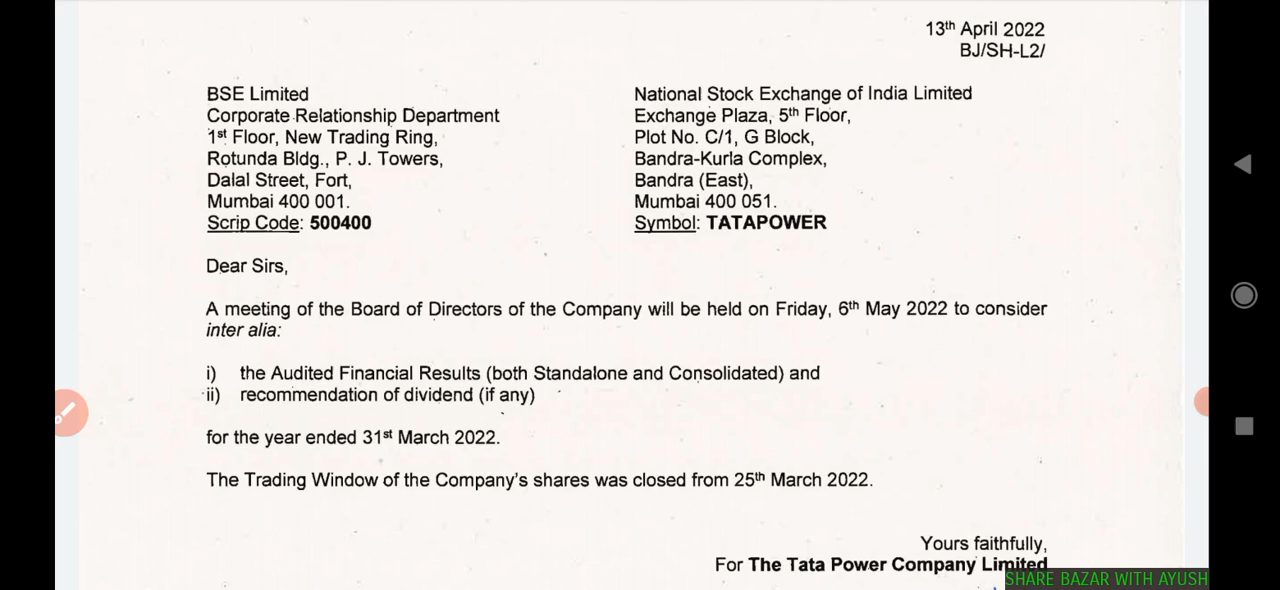 13th April 2022
BJ/SH-L2/
BSE Limited
Corporate Relationship Department
1st Floor, New Trading Ring,
Rotunda Bldg., P. J. Towers,
Dalal Street, Fort,
Mumbai 400 001.
Scrip Code: 500400
National Stock Exchange of India Limited
Exchange Plaza, 5th Floor,
Plot No. C/1, G Block,
Bandra-Kurla Complex,
Bandra (East),
Mumbai 400 051.
Symbol: TATAPOWER
Dear Sirs,
A meeting of the Board of Directors of the Company will be held on Friday, 6th May 2022 to consider
inter alia:
i) the Audited Financial Results (both Standalone and Consolidated) and
ii) recommendation of dividend (if any)
for the year ended 31st March 2022.
The Trading Window of the Company's shares was closed from 25th March 2022.
Yours faithfully,
For The Tata Power Company Limited
SHARE BAZAR WITH AYUSH